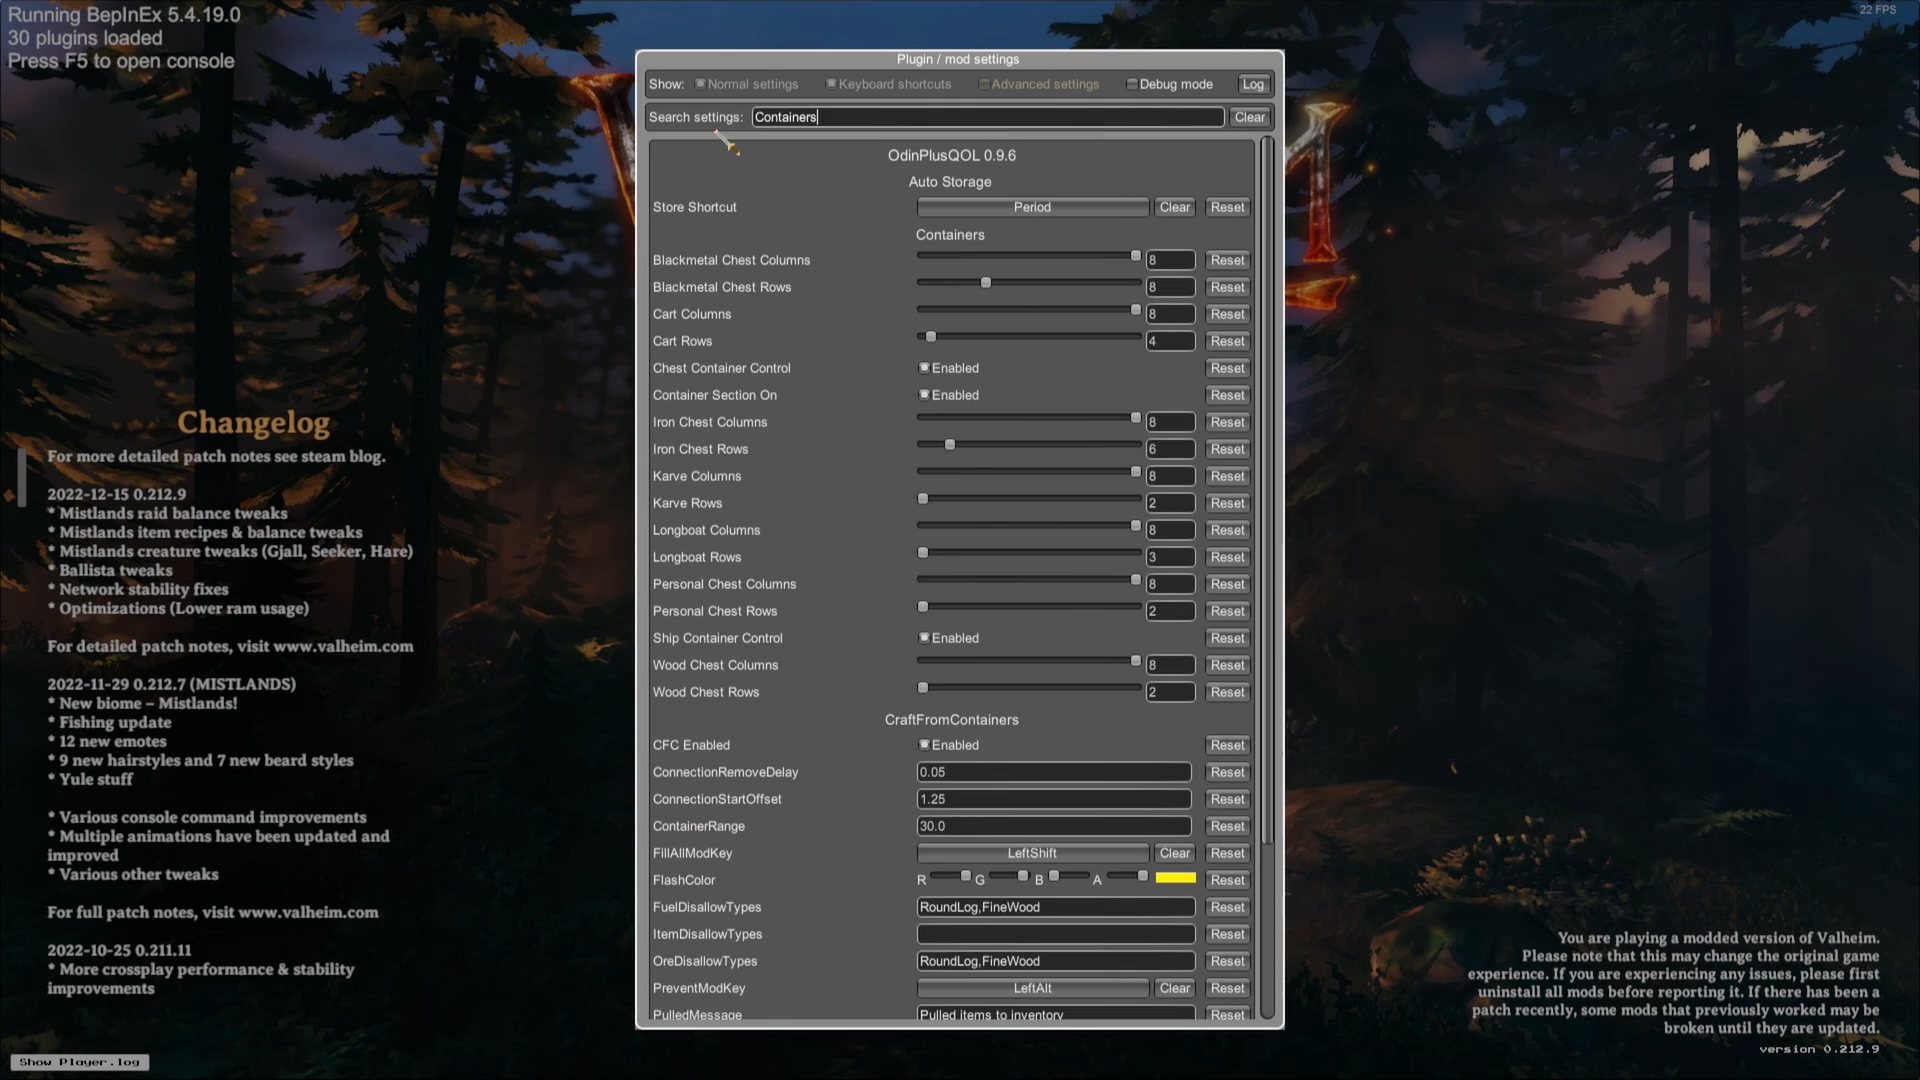 Running BepInEx 5.4.19.0
30 plugins loaded
Press F5 to open console
22 FPS
Plugin / mod settings
Show: Normal settings Keyboard shortcuts Advanced settings Debug mode Log
Search settings: Containers Clear
OdinPlusQOL 0.9.6
Auto Storage
Store Shortcut Period Clear Reset
Containers
Blackmetal Chest Columns 8 Reset
Blackmetal Chest Rows 8 Reset
Cart Columns 8 Reset
Cart Rows 4 Reset
Chest Container Control Enabled Reset
Container Section On Enabled Reset
Iron Chest Columns 8 Reset
Iron Chest Rows 6 Reset
Karve Columns 8 Reset
Karve Rows 2 Reset
Longboat Columns 8 Reset
Longboat Rows 3 Reset
Personal Chest Columns 8 Reset
Personal Chest Rows 2 Reset
Ship Container Control Enabled Reset
Wood Chest Columns 8 Reset
Wood Chest Rows 2 Reset
CraftFromContainers
CFC Enabled Enabled Reset
ConnectionRemoveDelay 0.05 Reset
ConnectionStartOffset 1.25 Reset
ContainerRange 30.0 Reset
FillAllModKey LeftShift Clear Reset
FlashColor R G B A Reset
FuelDisallowTypes RoundLog,FineWood Reset
ItemDisallowTypes Reset
OreDisallowTypes RoundLog,FineWood Reset
PreventModKey LeftAlt Clear Reset
PulledMessage Pulled items to inventory Reset
Changelog
For more detailed patch notes see steam blog.
2022-12-15 0.212.9
* Mistlands raid balance tweaks
* Mistlands item recipes & balance tweaks
* Mistlands creature tweaks (Gjall, Seeker, Hare)
* Ballista tweaks
* Network stability fixes
* Optimizations (Lower ram usage)
For detailed patch notes, visit www.valheim.com
2022-11-29 0.212.7 (MISTLANDS)
* New biome – Mistlands!
* Fishing update
* 12 new emotes
* 9 new hairstyles and 7 new beard styles
* Yule stuff
* Various console command improvements
* Multiple animations have been updated and
improved
* Various other tweaks
For full patch notes, visit www.valheim.com
2022-10-25 0.211.11
* More crossplay performance & stability
improvements
Show Player.log
You are playing a modded version of Valheim.
Please note that this may change the original game
experience. If you are experiencing any issues, please first
uninstall all mods before reporting it. If there has been a
patch recently, some mods that previously worked may be
broken until they are updated.
version 0.212.9